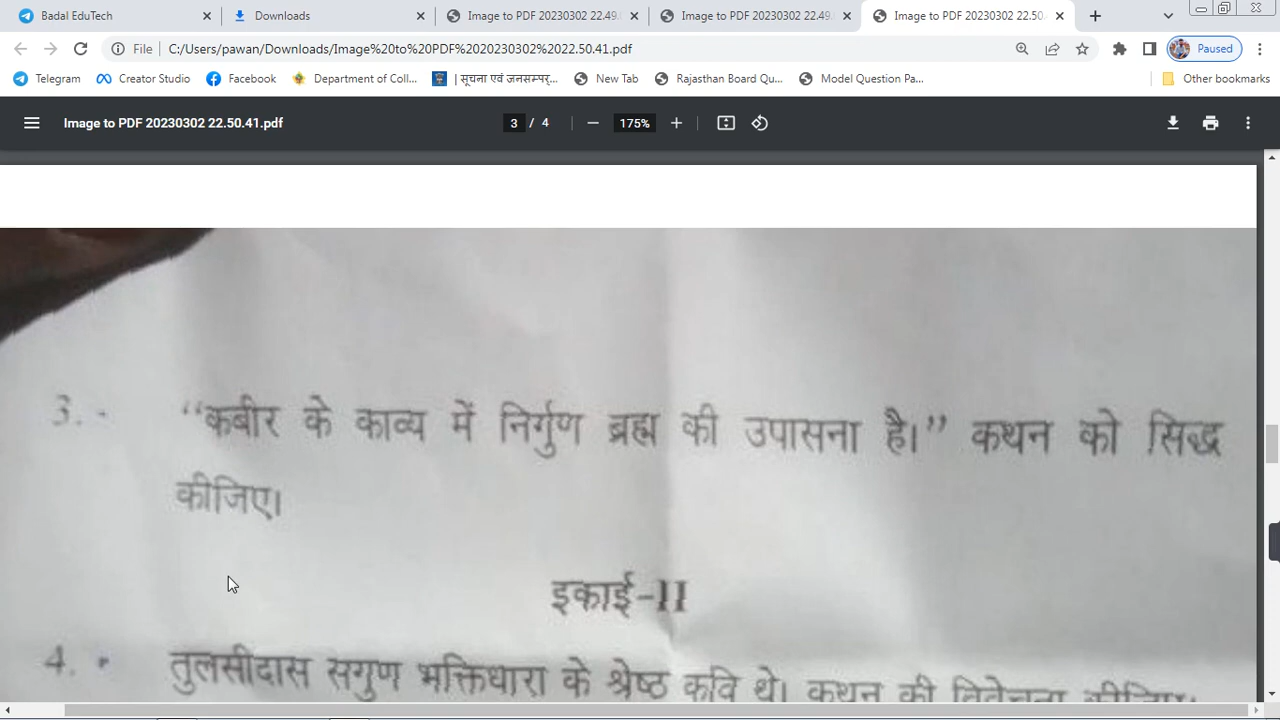 Badal EduTech
Downloads
Image to PDF 20230302 22.49.
Image to PDF 20230302 22.49.
Image to PDF 20230302 22.50.
File C:/Users/pawan/Downloads/Image%20to%20PDF%2020230302%2022.50.41.pdf
Paused
Telegram Creator Studio Facebook Department of Coll... | सूचना एवं जनसम्पर्... New Tab Rajasthan Board Qu... Model Question Pa... Other bookmarks
Image to PDF 20230302 22.50.41.pdf 3 / 4 175%
3. "कबीर के काव्य में निर्गुण ब्रह्म की उपासना है।" कथन को सिद्ध
कीजिए।
इकाई-II
4. तुलसीदास सगुण भक्तिधारा के श्रेष्ठ कवि थे। कथन की विवेचना कीजिए।